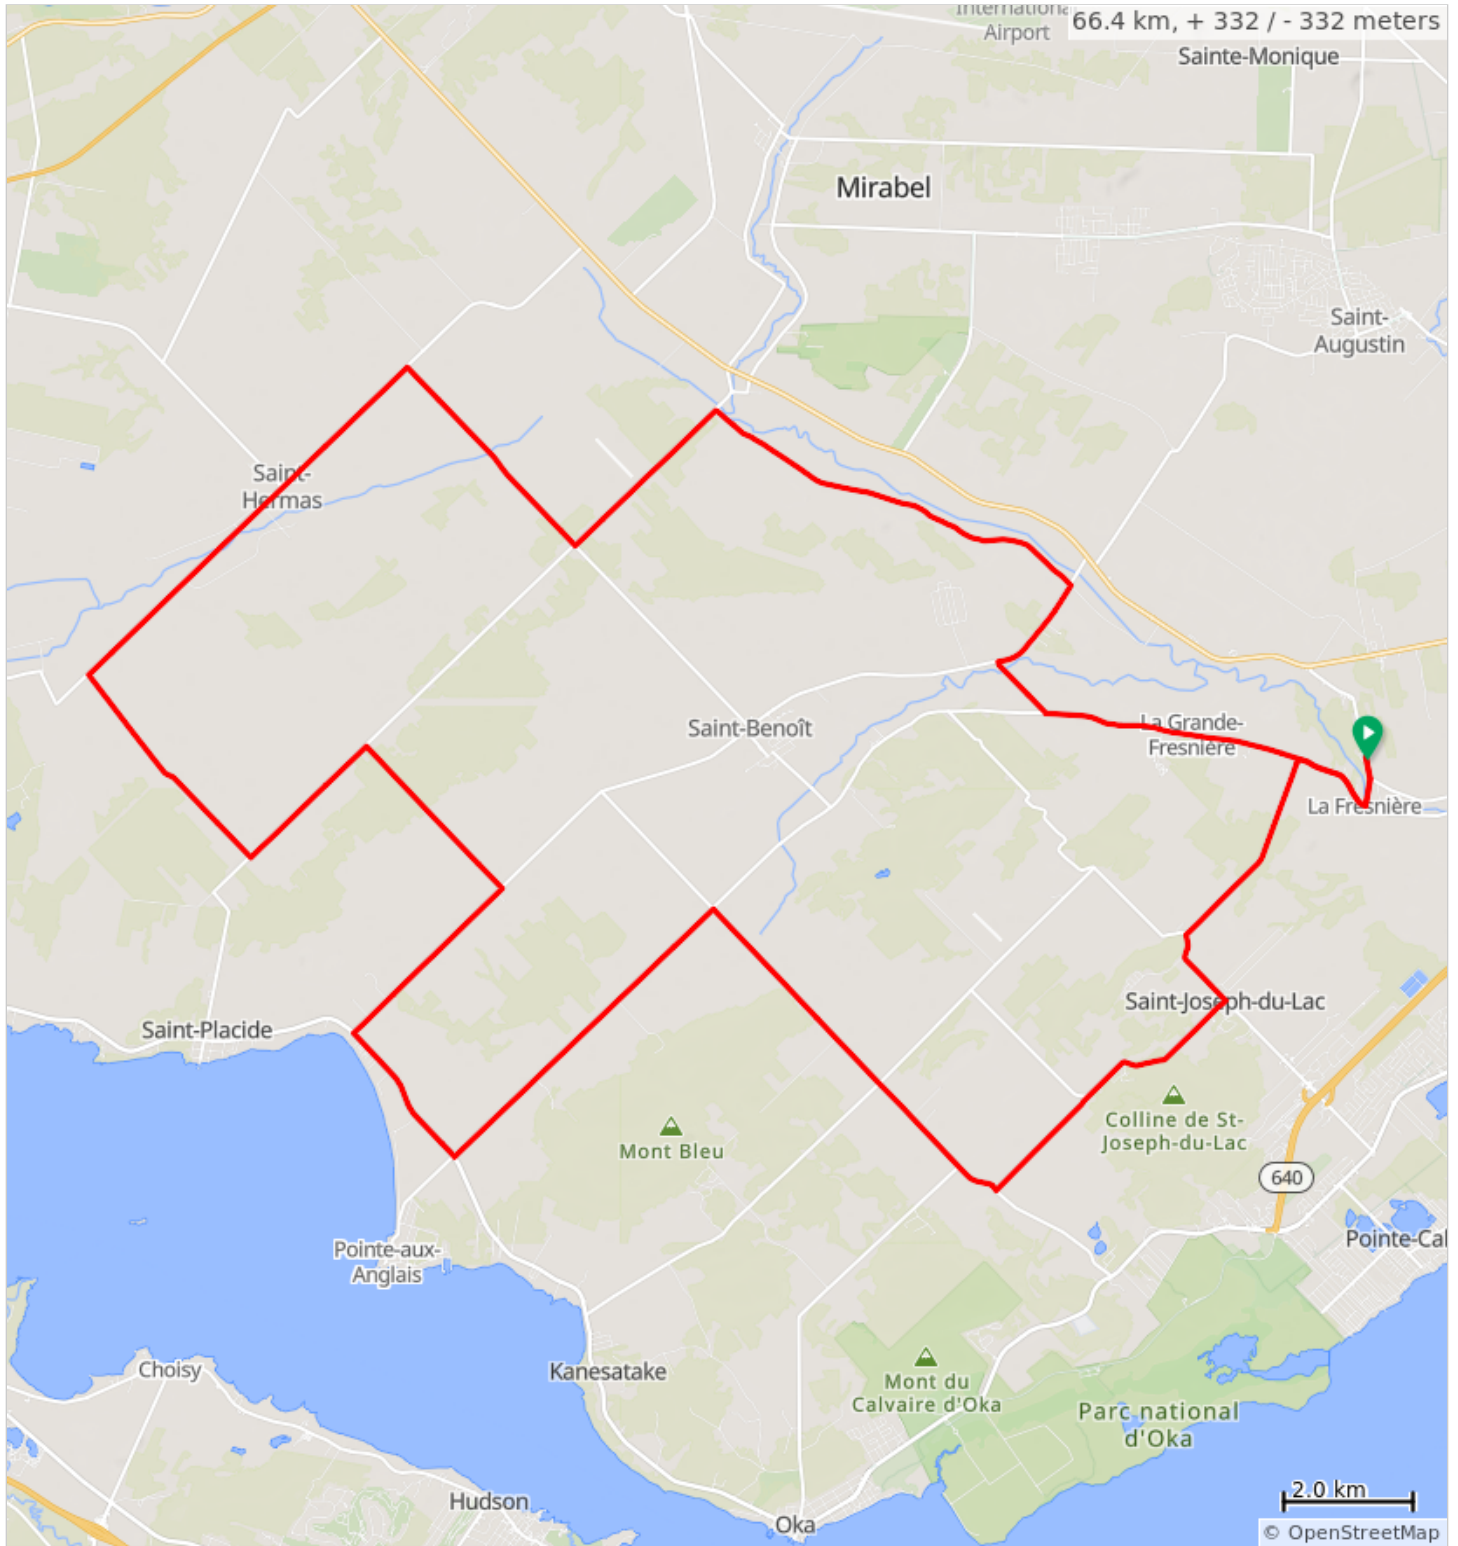 Internationa
Airport
66.4 km, + 332 / - 332 meters
Sainte-Monique
Mirabel
Saint-
Augustin
Saint-
Hermas
La Grande-
Fresnière
Saint-Benoît
La Fresnière
Saint-Joseph-du-Lac
Saint-Placide
Colline de St-
Joseph-du-Lac
Mont Bleu
640
Pointe-aux-
Anglais
Pointe-Cal
Choisy
Kanesatake
Mont du
Calvaire d'Oka
Parc national
d'Oka
2.0 km
Hudson
Oka
© OpenStreetMap